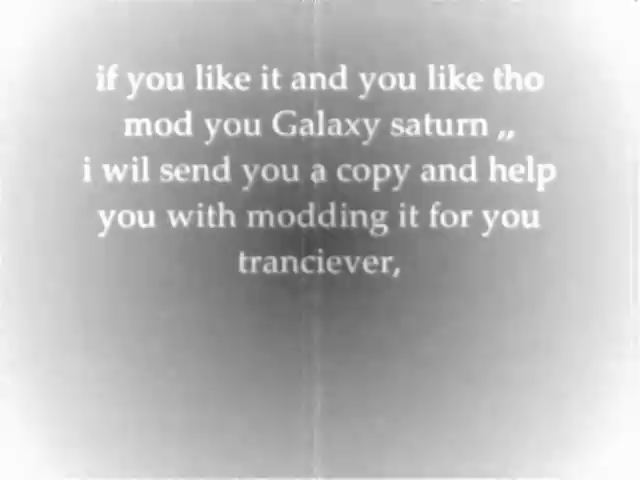 if you like it and you like tho
mod you Galaxy saturn ,,
i wil send you a copy and help
you with modding it for you
tranciever,